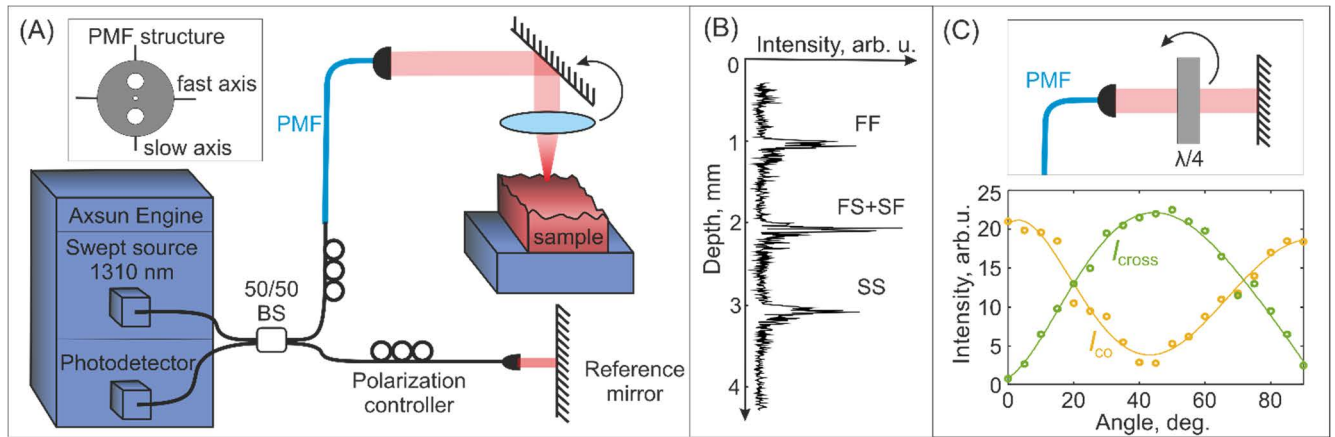 (A)
PMF structure
fast axis
slow axis
PMF
Axsun Engine
Swept source
1310 nm
Photodetector
50/50
BS
Polarization
controller
sample
Reference
mirror
(B)
Intensity, arb. u.
0
1
2
3
4
Depth, mm
FF
FS+SF
SS
(C)
PMF
λ/4
25
20
15
10
5
0
Intensity, arb.u.
I cross
I co
0 20 40 60 80
Angle, deg.